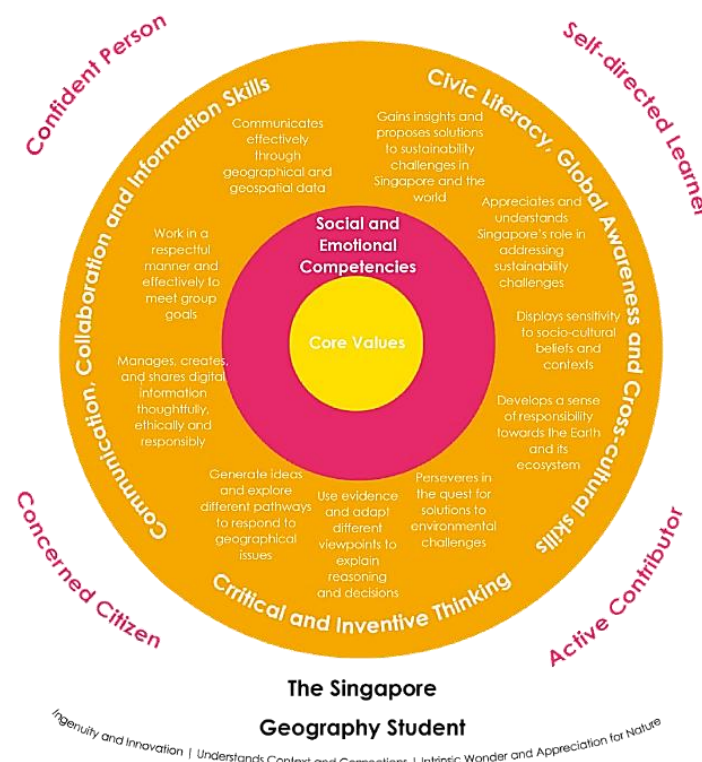 Confident Person
Self-directed Learner
Communication, Collaboration and Information Skills
Civic Literacy, Global Awareness and Cross-cultural skills
Communicates
effectively
through
geographical and
geospatial data
Gains insights and
proposes solutions
to sustainability
challenges in
Singapore and the
world
Work in a
respectful
manner and
effectively to
meet group
goals
Social and
Emotional
Competencies
Appreciates and
understands
Singapore's role in
addressing
sustainability
challenges
Core Values
Displays sensitivity
to socio-cultural
beliefs and
contexts
Manages, creates,
and shares digital
information
thoughtfully,
ethically and
responsibly
Develops a sense
of responsibility
towards the Earth
and its
ecosystem
Generate ideas
and explore
different pathways
to respond to
geographical
issues
Use evidence
and adapt
different
viewpoints to
explain
reasoning
and decisions
Perseveres in
the quest for
solutions to
environmental
challenges
Crritical and Inventive Thinking
Concerned Citizen
Active Contributor
The Singapore
Geography Student
Ingenuity and Innovation | Understands Context and Connections | Intrinsic Wonder and Appreciation for Nature